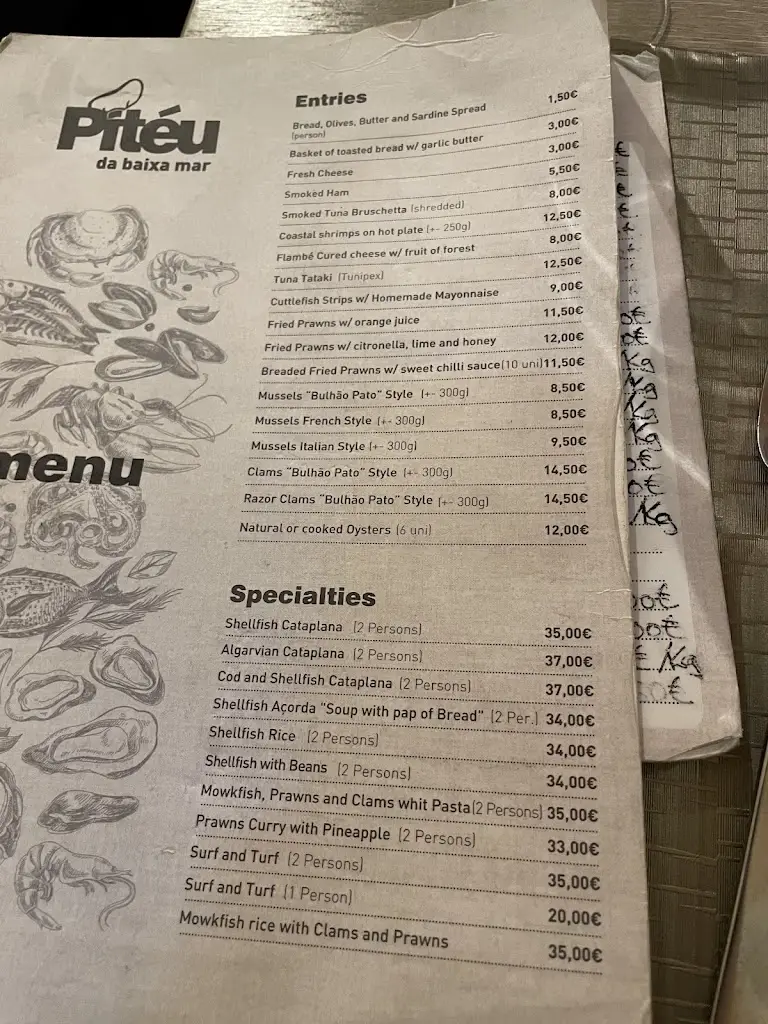 Pitéu
da baixa mar
menu
Entries
Bread, Olives, Butter and Sardine Spread 1,50€
(person)
Basket of toasted bread w/ garlic butter 3,00€
Fresh Cheese 3,00€
Smoked Ham 5,50€
Smoked Tuna Bruschetta (shredded) 8,00€
Coastal shrimps on hot plate (+- 250g) 12,50€
Flambé Cured cheese w/ fruit of forest 8,00€
Tuna Tataki (Tunipex) 12,50€
Cuttlefish Strips w/ Homemade Mayonnaise 9,00€
Fried Prawns w/ orange juice 11,50€
Fried Prawns w/ citronella, lime and honey 12,00€
Breaded Fried Prawns w/ sweet chilli sauce(10 uni) 11,50€
Mussels "Bulhão Pato" Style (+- 300g) 8,50€
Mussels French Style (+- 300g) 8,50€
Mussels Italian Style (+- 300g) 9,50€
Clams "Bulhão Pato" Style (+- 300g) 14,50€
Razor Clams "Bulhão Pato" Style (+- 300g) 14,50€
Natural or cooked Oysters (6 uni) 12,00€
Specialties
Shellfish Cataplana (2 Persons) 35,00€
Algarvian Cataplana (2 Persons) 37,00€
Cod and Shellfish Cataplana (2 Persons) 37,00€
Shellfish Açorda "Soup with pap of Bread" (2 Per.) 34,00€
Shellfish Rice (2 Persons) 34,00€
Shellfish with Beans (2 Persons) 34,00€
Mowkfish, Prawns and Clams whit Pasta(2 Persons) 35,00€
Prawns Curry with Pineapple (2 Persons) 33,00€
Surf and Turf (2 Persons) 35,00€
Surf and Turf (1 Person) 20,00€
Mowkfish rice with Clams and Prawns 35,00€